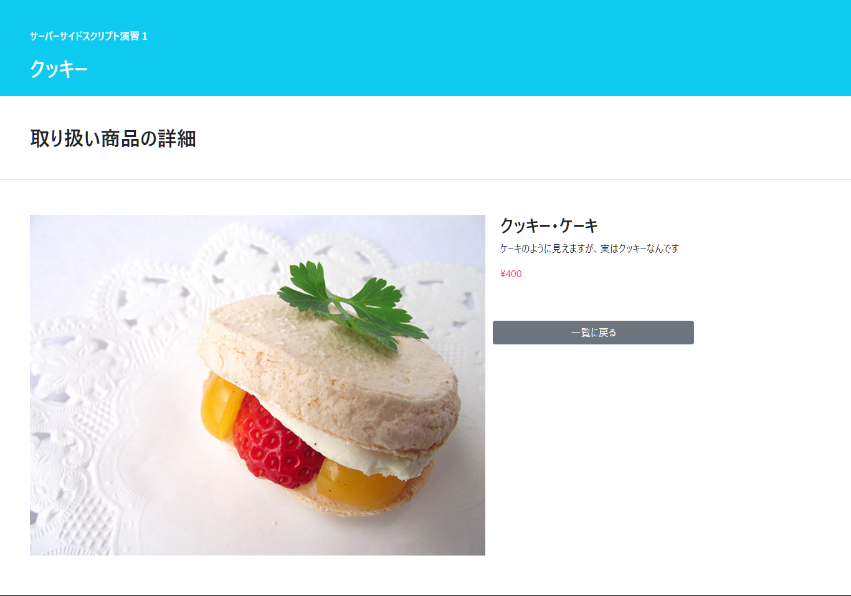 サーバーサイドスクリプト演習 1
クッキー
取り扱い商品の詳細
クッキー・ケーキ
ケーキのように見えますが、実はクッキーなんです
¥400
一覧に戻る